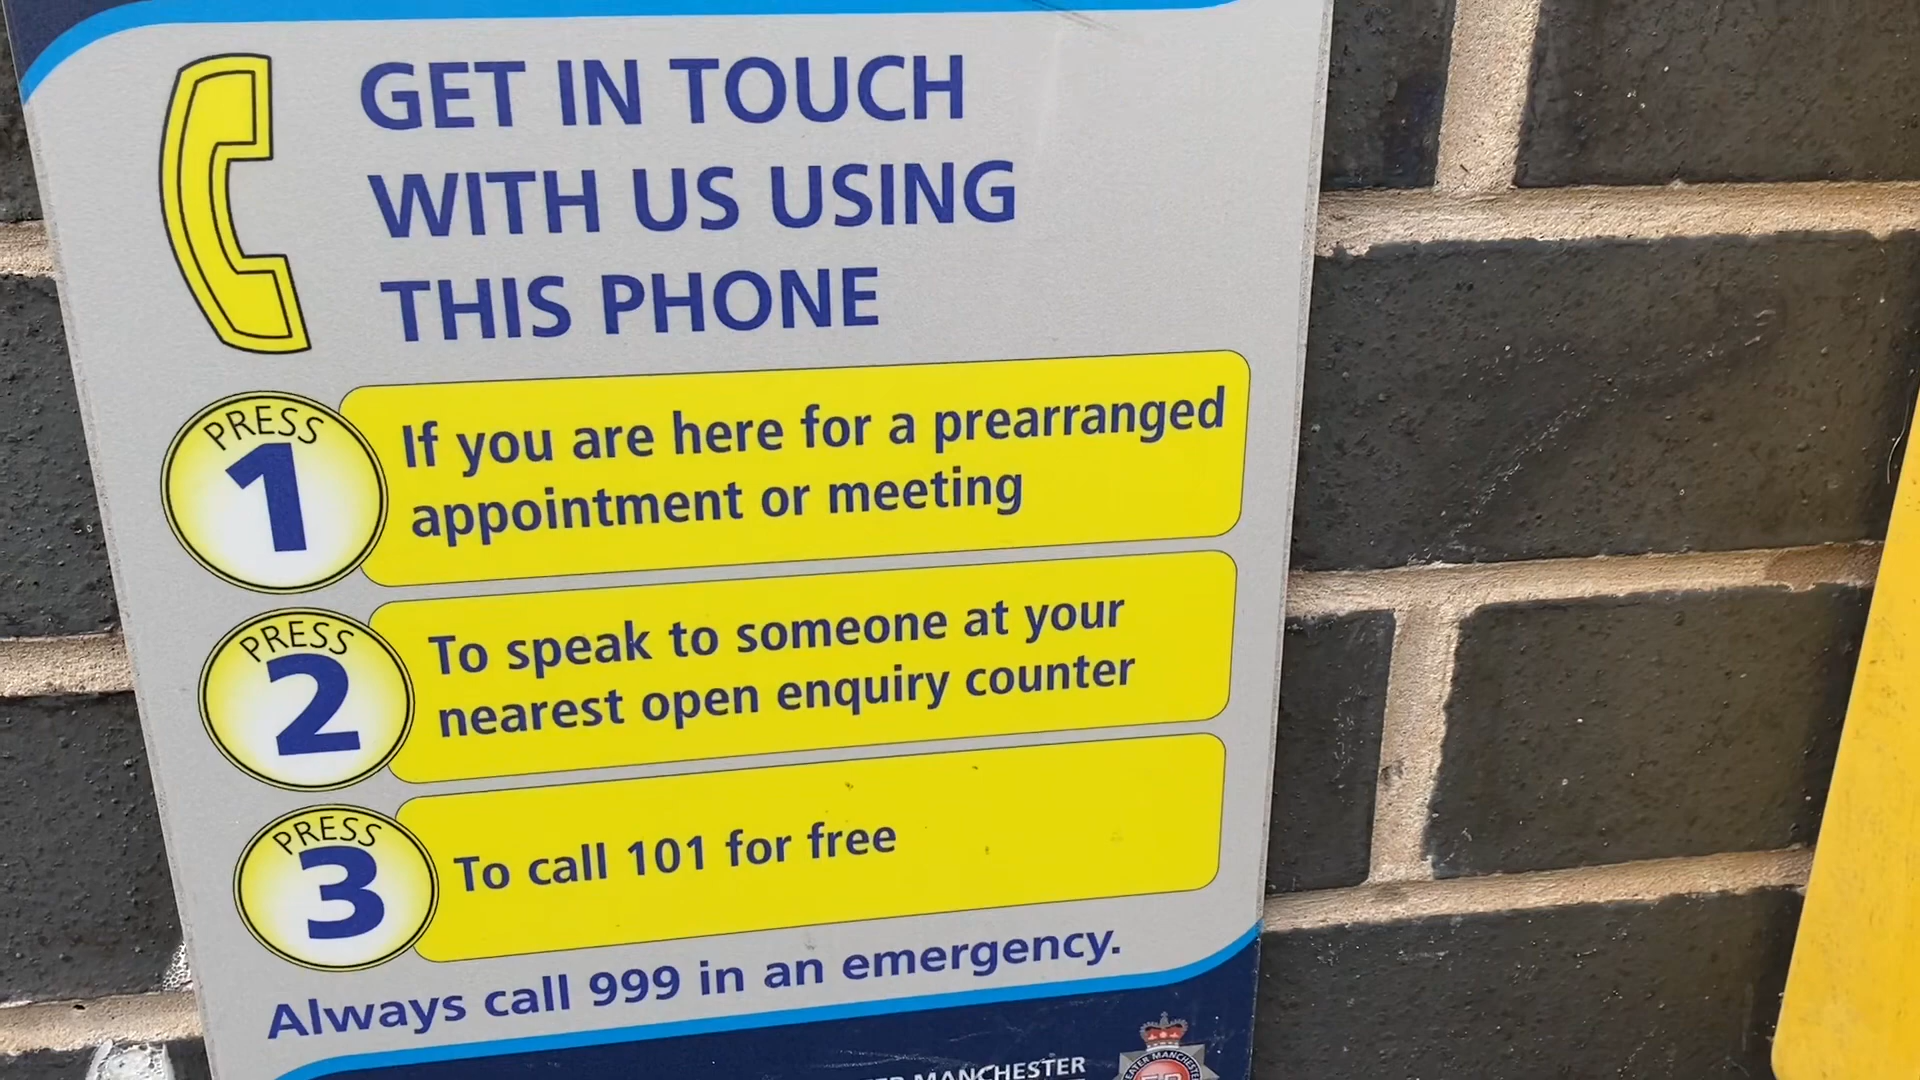 GET IN TOUCH
WITH US USING
THIS PHONE
PRESS
1
If you are here for a prearranged
appointment or meeting
PRESS
2
To speak to someone at your
nearest open enquiry counter
PRESS
3
To call 101 for free
Always call 999 in an emergency.
MANCHESTER